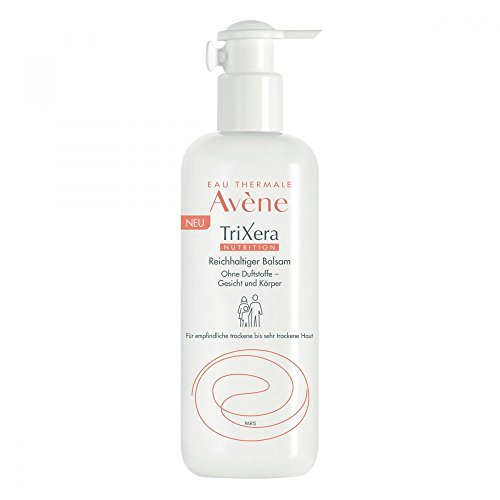 EAU THERMALE
Avène
NEU
TriXera
NUTRITION
Reichhaltiger Balsam
Ohne Duftstoffe –
Gesicht und Körper
Für empfindliche trockene bis sehr trockene Haut
PARIS